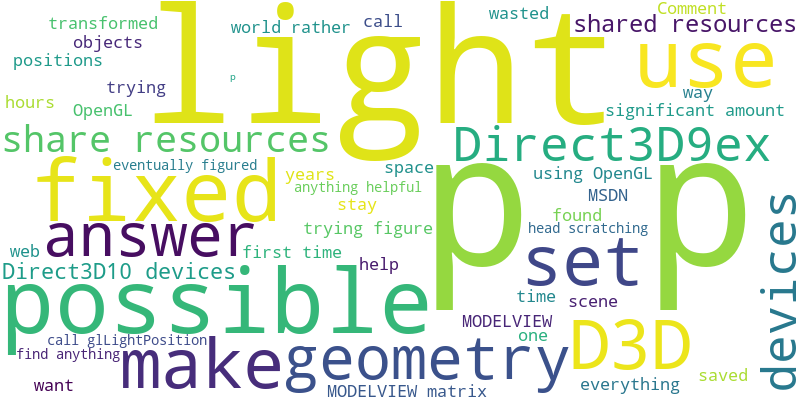 transformed
world rather
call
wasted
Comment
light
shared resources
objects
positions
use
p
trying
way
hours
OpenGL
significant amount
share resources
Direct3D9ex
eventually figured
space
using OpenGL
p p
fixed
years
anything helpful
MSDN
devices
stay
found
answer
trying figure
head scratching
web
first time
set
Direct3D10 devices
help
possible
time
scene
MODELVIEW
D3D
call glLightPosition
one
find anything
make
geometry
saved
want
MODELVIEW matrix
everything